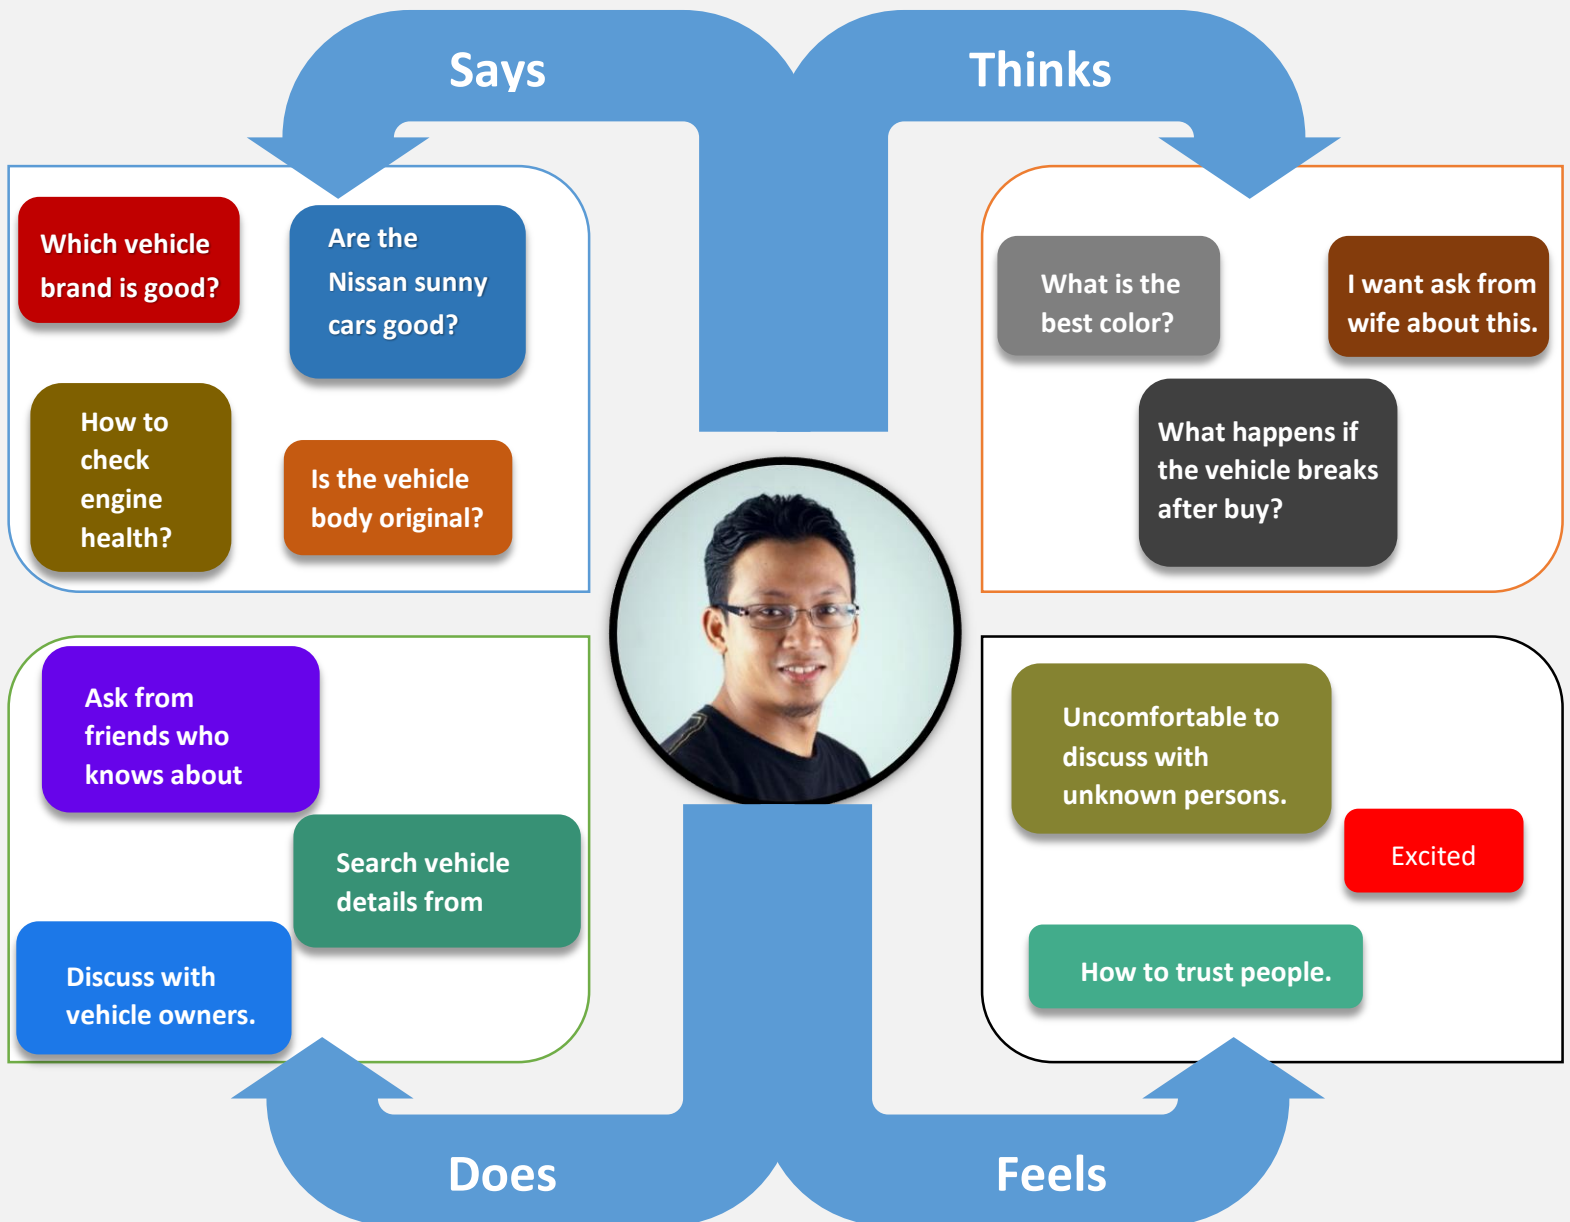 Says
Thinks
Which vehicle
brand is good?
Are the
Nissan sunny
cars good?
How to
check
engine
health?
Is the vehicle
body original?
What is the
best color?
I want ask from
wife about this.
What happens if
the vehicle breaks
after buy?
Ask from
friends who
knows about
Search vehicle
details from
Discuss with
vehicle owners.
Uncomfortable to
discuss with
unknown persons.
Excited
How to trust people.
Does
Feels